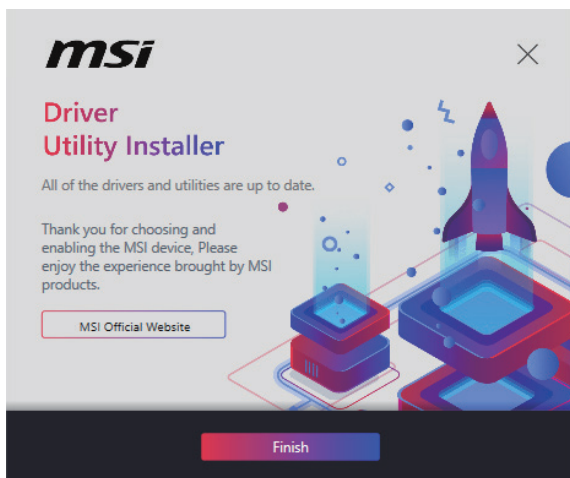 msi
Driver
Utility Installer
All of the drivers and utilities are up to date.
Thank you for choosing and
enabling the MSI device, Please
enjoy the experience brought by MSI
products.
MSI Official Website
Finish